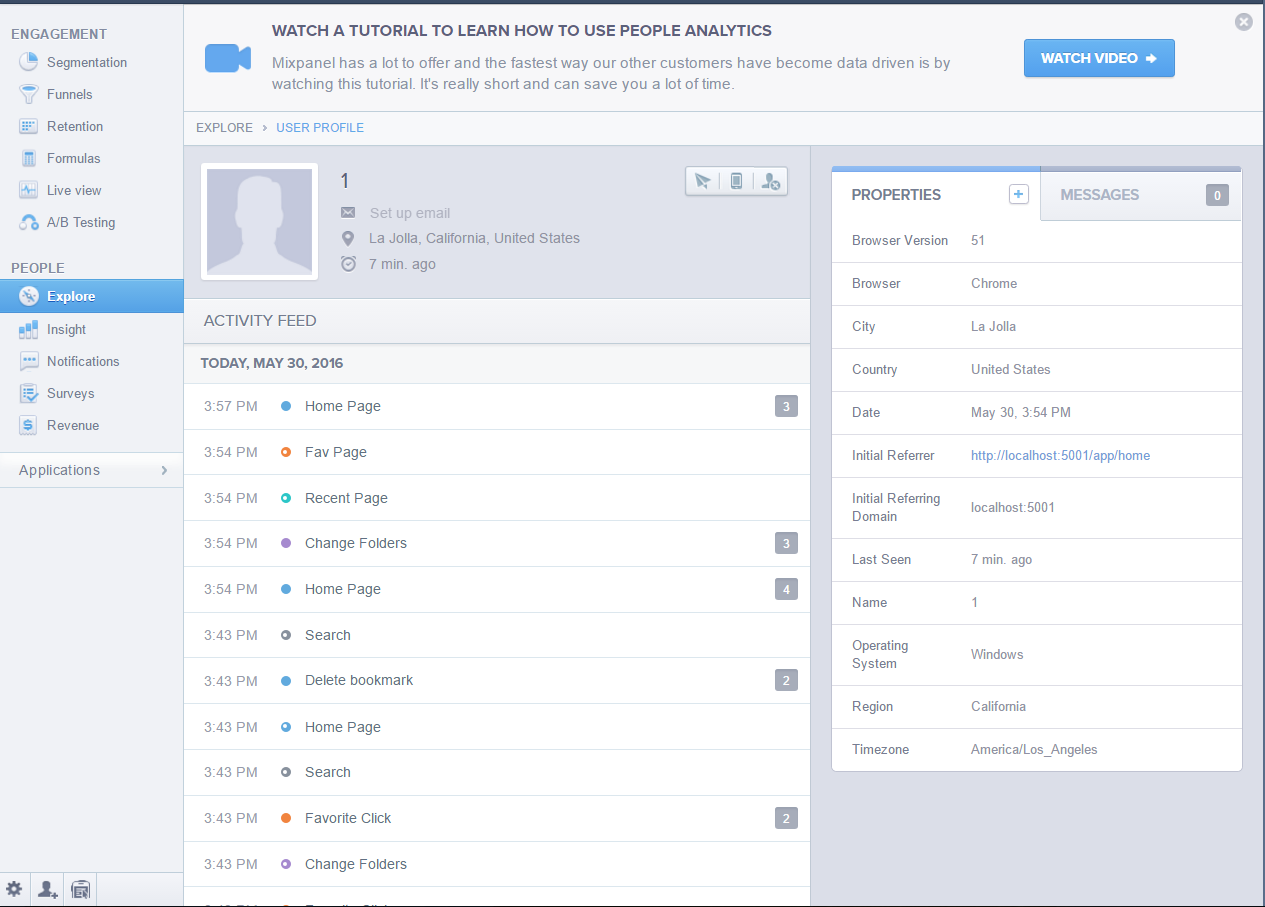 ENGAGEMENT
Segmentation
Funnels
Retention
Formulas
Live view
A/B Testing
PEOPLE
Explore
Insight
Notifications
Surveys
Revenue
Applications
WATCH A TUTORIAL TO LEARN HOW TO USE PEOPLE ANALYTICS
Mixpanel has a lot to offer and the fastest way our other customers have become data driven is by
watching this tutorial. It's really short and can save you a lot of time.
WATCH VIDEO
EXPLORE › USER PROFILE
1
Set up email
La Jolla, California, United States
7 min. ago
ACTIVITY FEED
TODAY, MAY 30, 2016
3:57 PM Home Page 3
3:54 PM Fav Page
3:54 PM Recent Page
3:54 PM Change Folders 3
3:54 PM Home Page 4
3:43 PM Search
3:43 PM Delete bookmark 2
3:43 PM Home Page
3:43 PM Search
3:43 PM Favorite Click 2
3:43 PM Change Folders
PROPERTIES + MESSAGES 0
Browser Version 51
Browser Chrome
City La Jolla
Country United States
Date May 30, 3:54 PM
Initial Referrer http://localhost:5001/app/home
Initial Referring
Domain localhost:5001
Last Seen 7 min. ago
Name 1
Operating
System Windows
Region California
Timezone America/Los_Angeles